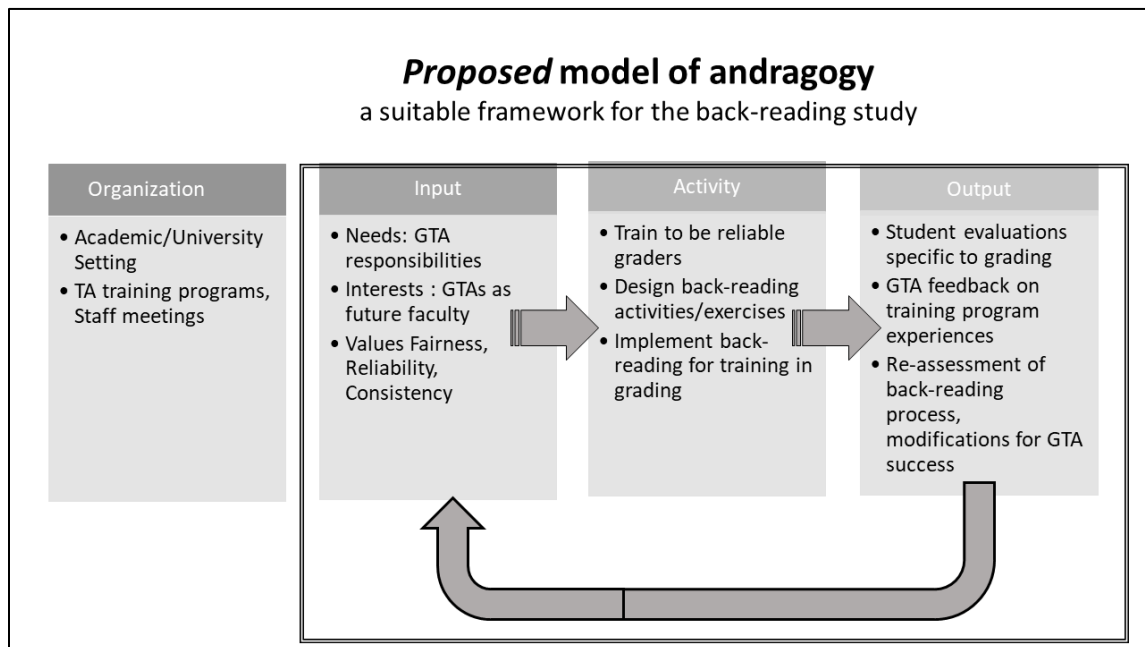 Proposed model of andragogy
a suitable framework for the back-reading study
Organization
• Academic/University
Setting
• TA training programs,
Staff meetings
Input
• Needs: GTA
responsibilities
• Interests : GTAs as
future faculty
• Values Fairness,
Reliability,
Consistency
Activity
• Train to be reliable
graders
• Design back-reading
activities/exercises
• Implement back-
reading for training in
grading
Output
• Student evaluations
specific to grading
• GTA feedback on
training program
experiences
• Re-assessment of
back-reading
process,
modifications for GTA
success